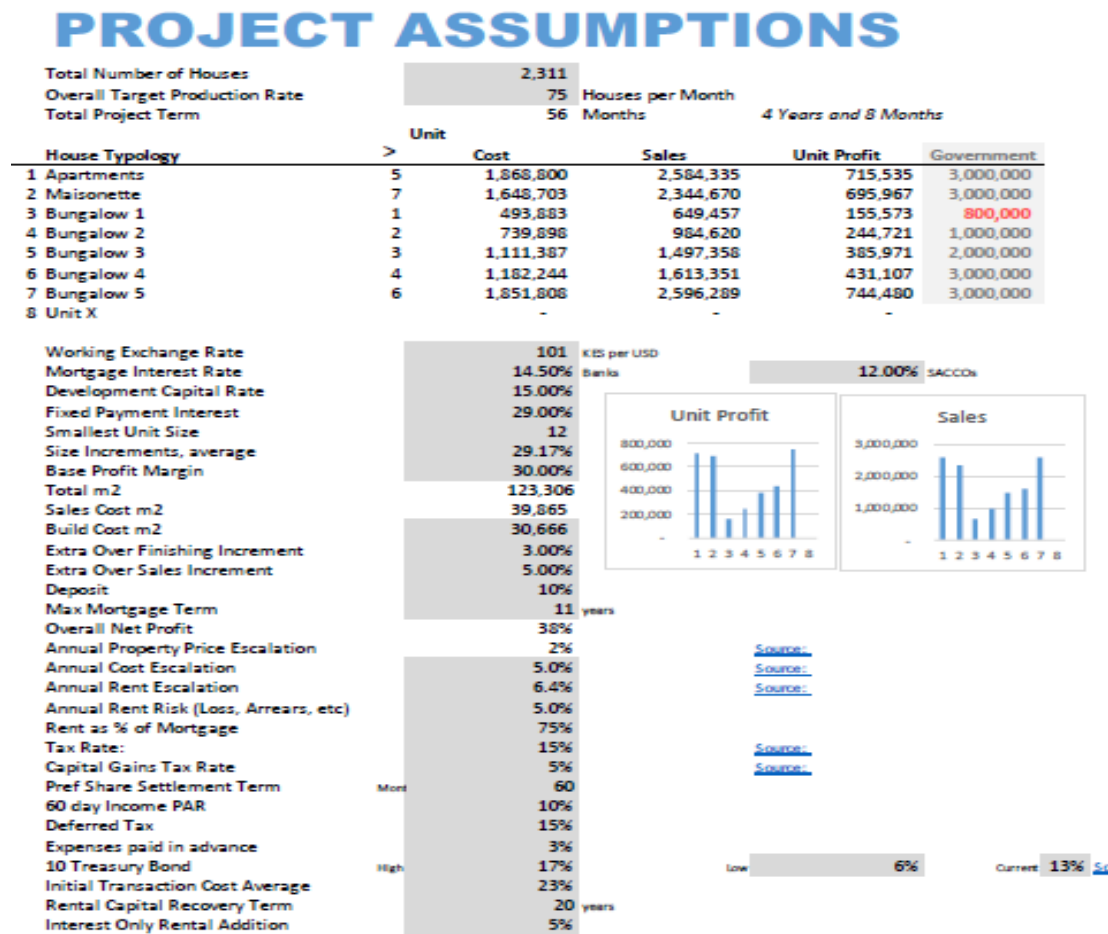 PROJECT ASSUMPTIONS
Total Number of Houses 2,311
Overall Target Production Rate 75 Houses per Month
Total Project Term 56 Months 4 Years and 8 Months
Unit
House Typology > Cost Sales Unit Profit Government
1 Apartments 5 1,868,800 2,584,335 715,535 3,000,000
2 Maisonette 7 1,648,703 2,344,670 695,967 3,000,000
3 Bungalow 1 1 493,883 649,457 155,573 800,000
4 Bungalow 2 2 739,898 984,620 244,721 1,000,000
5 Bungalow 3 3 1,111,387 1,497,358 385,971 2,000,000
6 Bungalow 4 4 1,182,244 1,613,351 431,107 3,000,000
7 Bungalow 5 6 1,851,808 2,596,289 744,480 3,000,000
8 Unit X - - -
Working Exchange Rate 101 KES per USD
Mortgage Interest Rate 14.50% Banks 12.00% SACCOs
Development Capital Rate 15.00%
Fixed Payment Interest 29.00%
Smallest Unit Size 12
Size Increments, average 29.17%
Base Profit Margin 30.00%
Total m2 123,306
Sales Cost m2 39,865
Build Cost m2 30,666
Extra Over Finishing Increment 3.00%
Extra Over Sales Increment 5.00%
Deposit 10%
Max Mortgage Term 11 years
Overall Net Profit 38%
Annual Property Price Escalation 2% Source:
Annual Cost Escalation 5.0% Source:
Annual Rent Escalation 6.4% Source:
Annual Rent Risk (Loss, Arrears, etc) 5.0%
Rent as % of Mortgage 75%
Tax Rate: 15% Source:
Capital Gains Tax Rate 5% Source:
Pref Share Settlement Term Mont 60
60 day Income PAR 10%
Deferred Tax 15%
Expenses paid in advance 3%
10 Treasury Bond High 17% Low 6% Current 13% So
Initial Transaction Cost Average 23%
Rental Capital Recovery Term 20 years
Interest Only Rental Addition 5%
Unit Profit
800,000
600,000
400,000
200,000
-
1 2 3 4 5 6 7 8
Sales
3,000,000
2,000,000
1,000,000
-
1 2 3 4 5 6 7 8